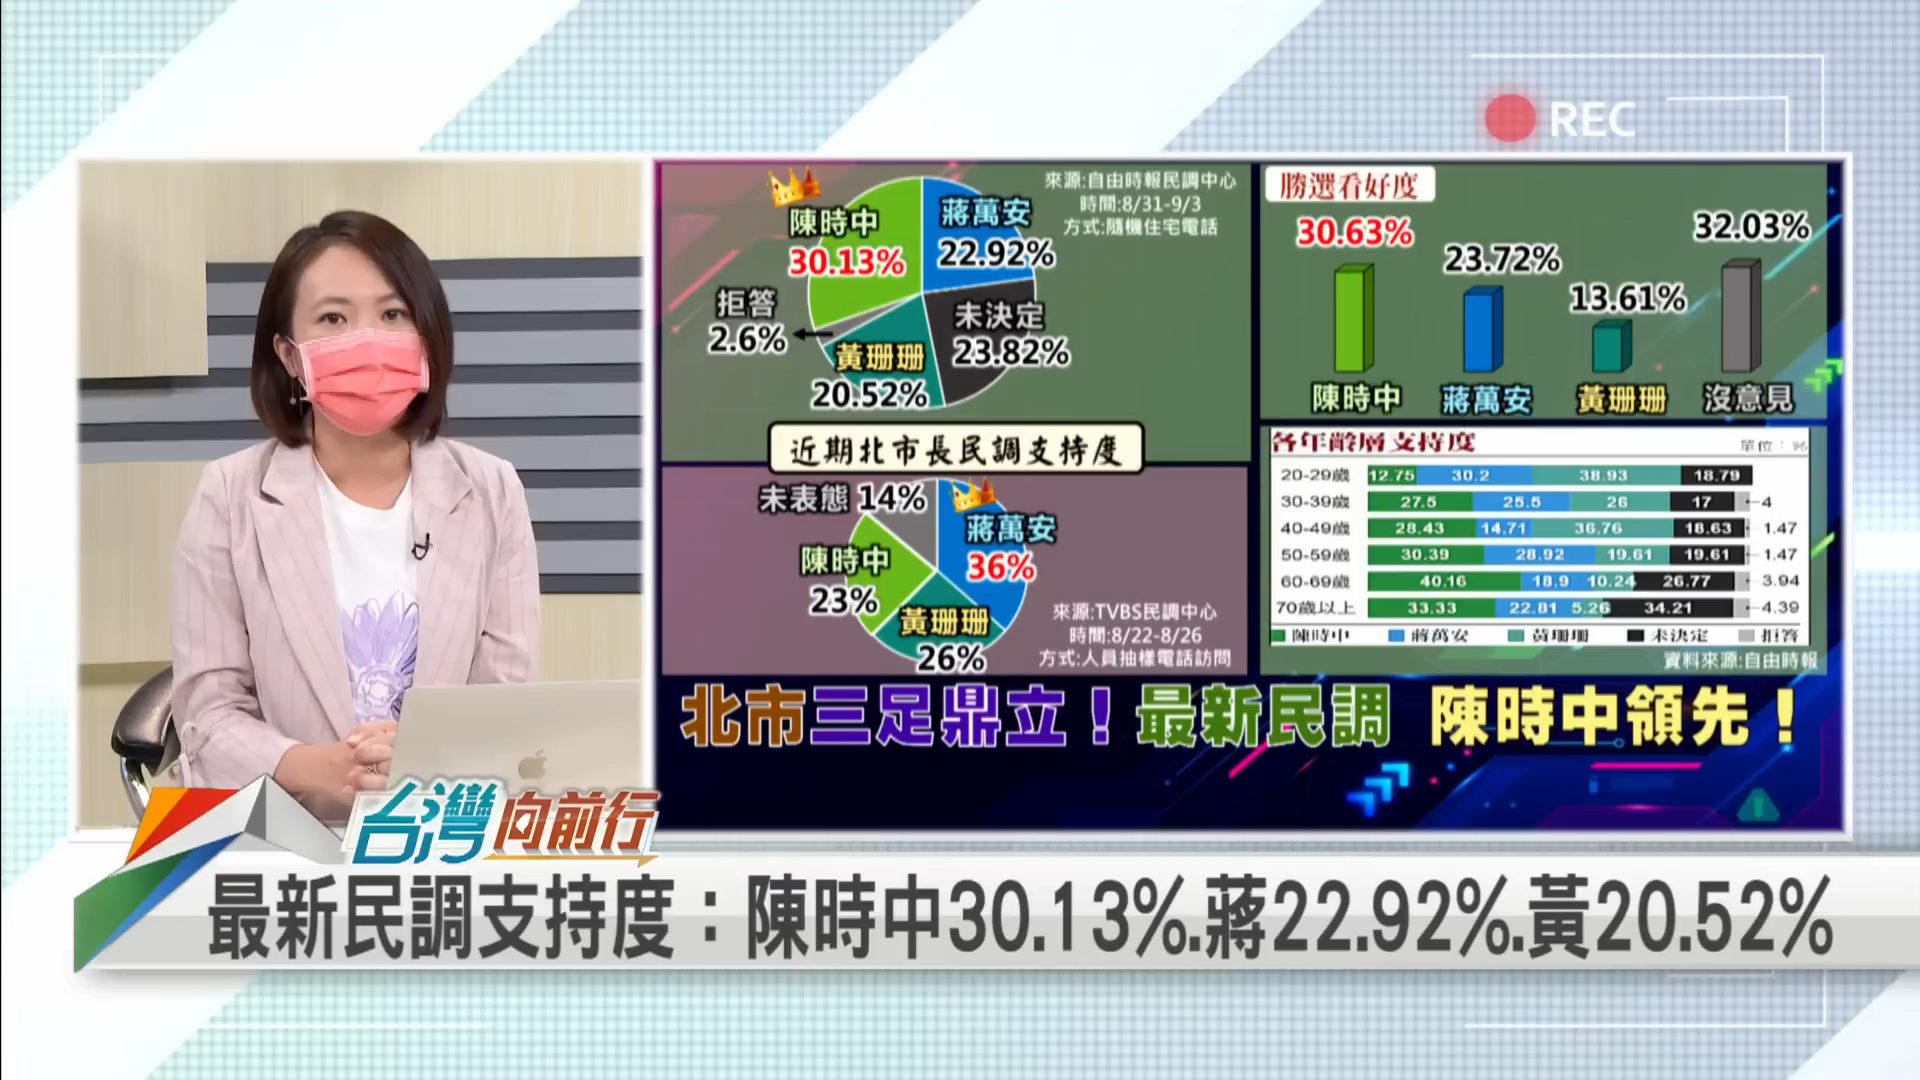 REC
陳時中
30.13%
蔣萬安
22.92%
來源:自由時報民調中心
時間:8/31-9/3
方式:隨機住宅電話
拒答
2.6%
未決定
23.82%
黃珊珊
20.52%
近期北市長民調支持度
未表態 14%
蔣萬安
36%
陳時中
23%
黃珊珊
26%
來源:TVBS民調中心
時間:8/22-8/26
方式:人員抽樣電話訪問
勝選看好度
30.63%
23.72%
13.61%
32.03%
陳時中 蔣萬安 黃珊珊 沒意見
各年齡層支持度 單位：%
20-29歲 12.75 30.2 38.93 18.79
30-39歲 27.5 25.5 26 17 4
40-49歲 28.43 14.71 36.76 18.63 1.47
50-59歲 30.39 28.92 19.61 19.61 1.47
60-69歲 40.16 18.9 10.24 26.77 3.94
70歲以上 33.33 22.81 5.26 34.21 4.39
陳時中 蔣萬安 黃珊珊 未決定 拒答
資料來源:自由時報
北市三足鼎立！最新民調 陳時中領先！
台灣向前行
最新民調支持度：陳時中30.13%.蔣22.92%.黃20.52%